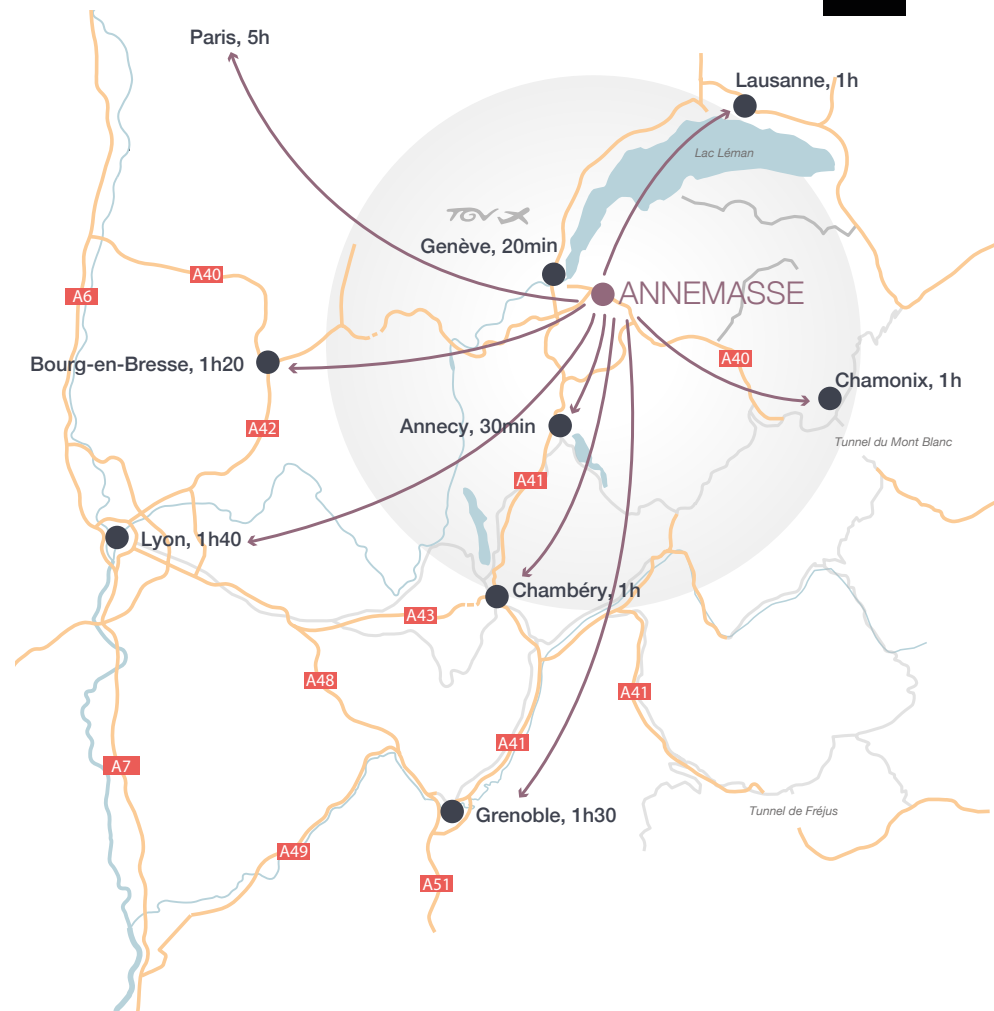 Paris, 5h
Lausanne, 1h
Lac Léman
TGV
Genève, 20min
A40
A6
ANNEMASSE
A40
Bourg-en-Bresse, 1h20
Chamonix, 1h
A42
Annecy, 30min
Tunnel du Mont Blanc
A41
Lyon, 1h40
Chambéry, 1h
A43
A48
A41
A41
A7
Tunnel de Fréjus
Grenoble, 1h30
A49
A51